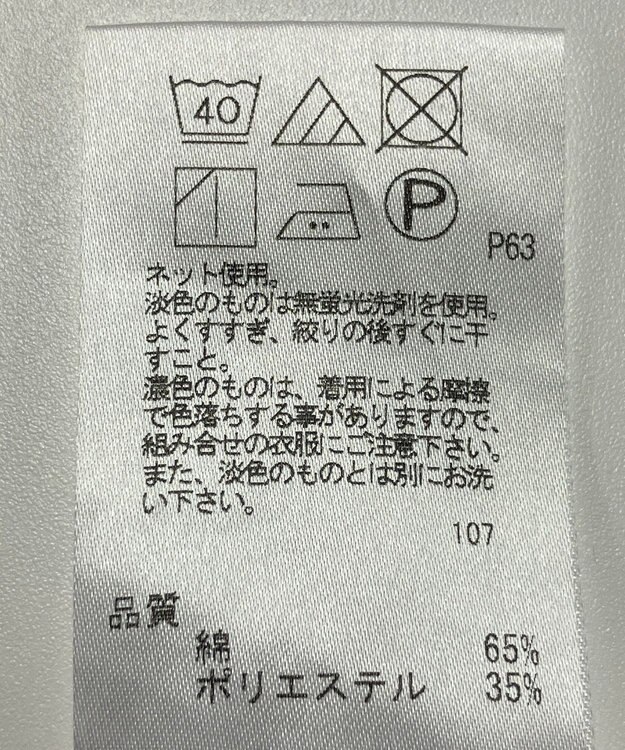 40
P
P63
ネット使用。
淡色のものは無蛍光洗剤を使用。
よくすすぎ、絞りの後すぐに干
すこと。
濃色のものは、着用による摩擦
で色落ちする事がありますので、
組み合せの衣服にご注意下さい。
また、淡色のものとは別にお洗
い下さい。
107
品質
綿 65%
ポリエステル 35%